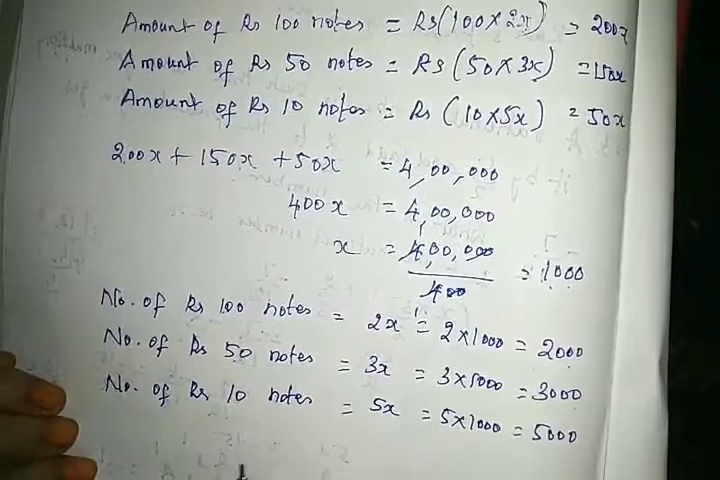 Amount of Rs 100 notes = Rs(100×2x) = 200x
Amount of Rs 50 notes = Rs(50×3x) = 150x
Amount of Rs 10 notes = Rs(10×5x) = 50x
200x + 150x + 50x = 4,00,000
400x = 4,00,000
x = 4,00,000 / 400 = 1000
No. of Rs 100 notes = 2x = 2×1000 = 2000
No. of Rs 50 notes = 3x = 3×1000 = 3000
No. of Rs 10 notes = 5x = 5×1000 = 5000